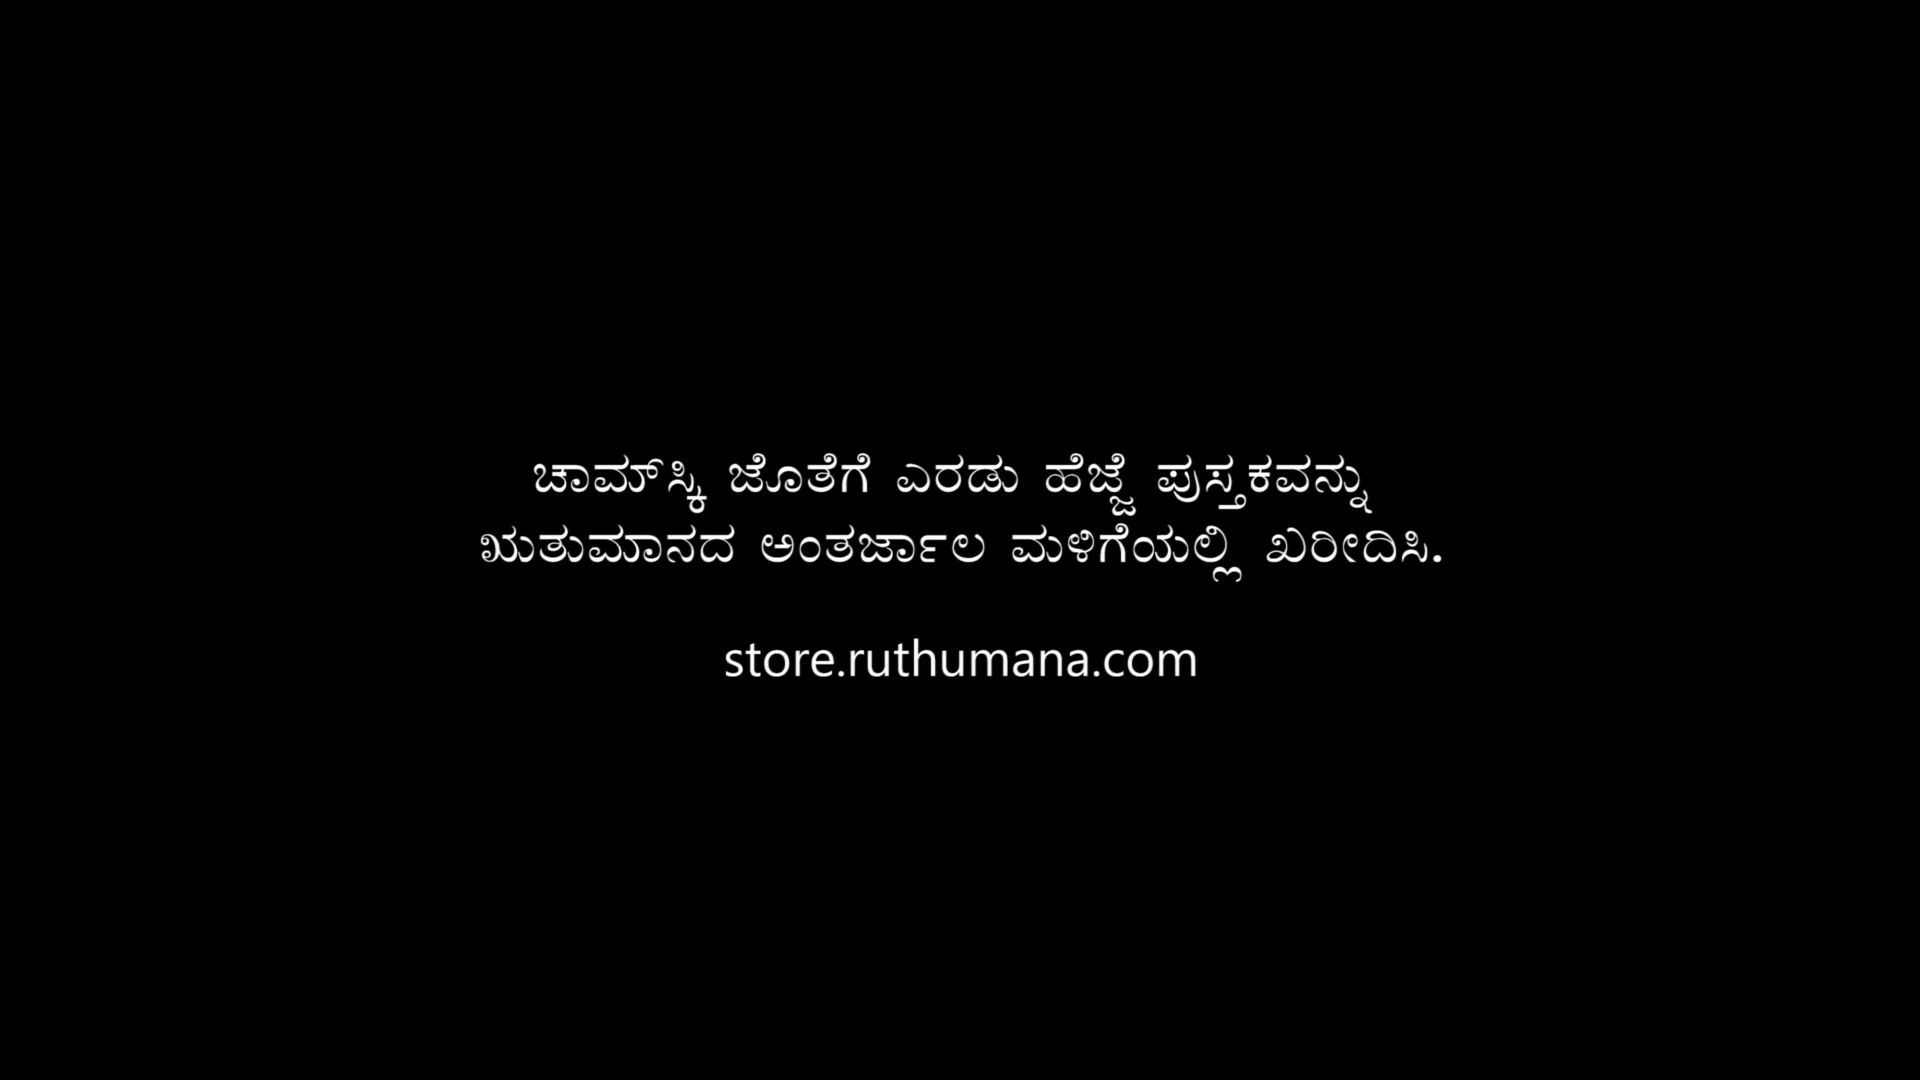 ಚಾಮ್‌ಸ್ಕಿ ಜೊತೆಗೆ ಎರಡು ಹೆಜ್ಜೆ ಪುಸ್ತಕವನ್ನು
ಋತುಮಾನದ ಅಂತರ್ಜಾಲ ಮಳಿಗೆಯಲ್ಲಿ ಖರೀದಿಸಿ.
store.ruthumana.com